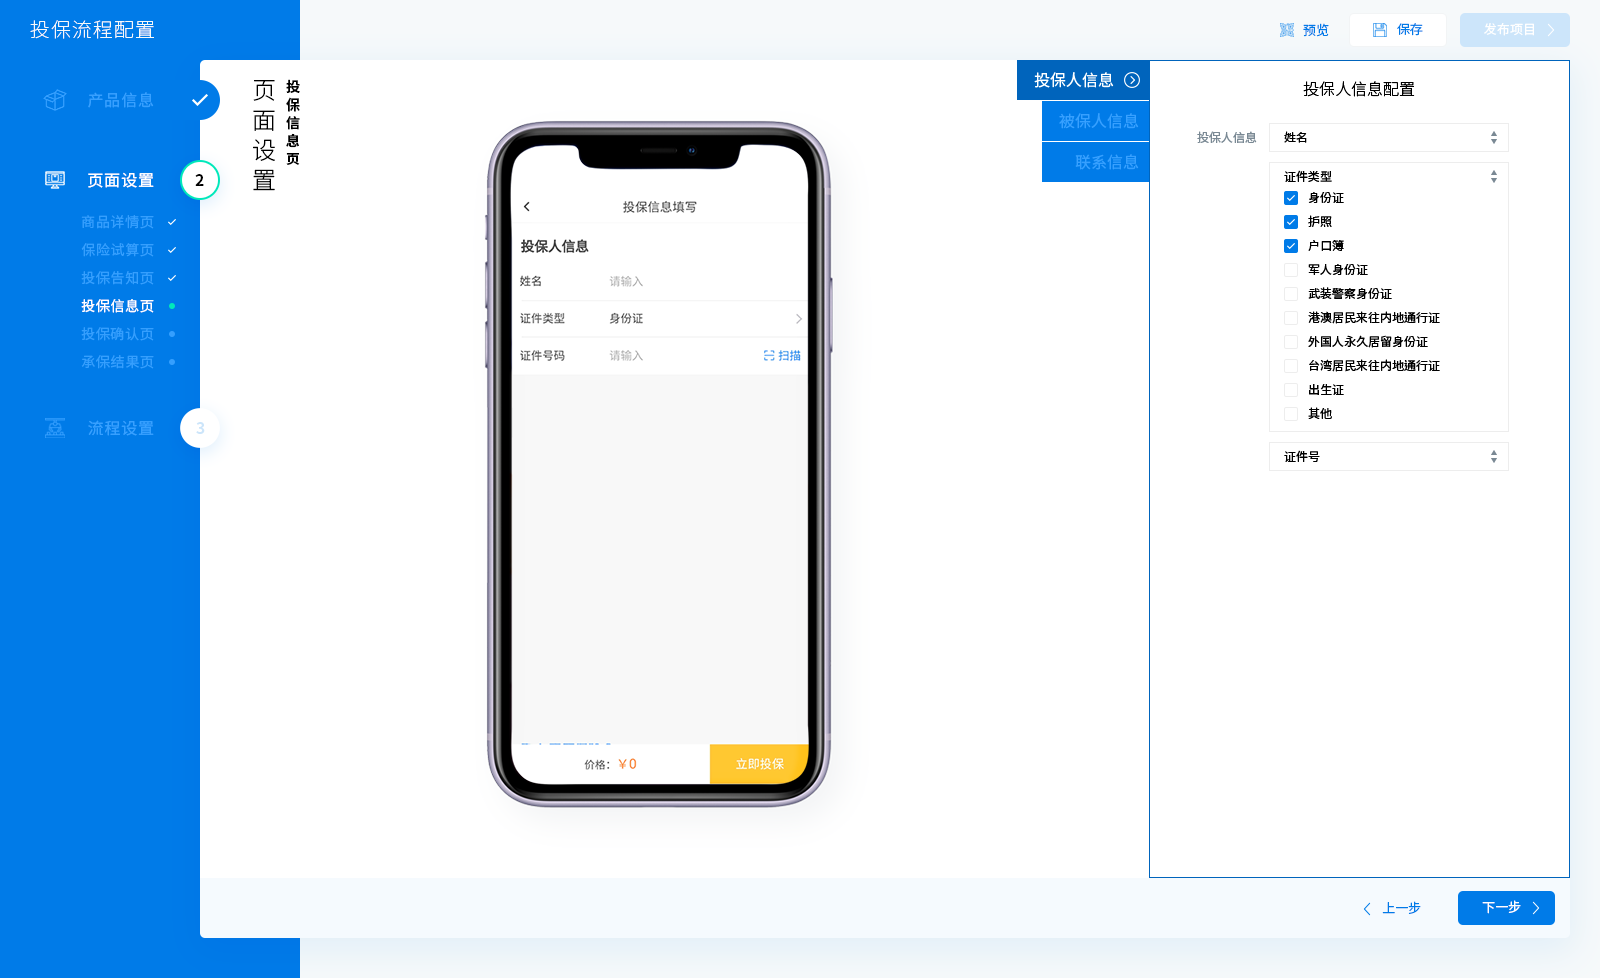 投保流程配置
预览
保存
发布项目
产品信息
页面设置
2
商品详情页
保险试算页
投保告知页
投保信息页
投保确认页
承保结果页
流程设置
3
页面设置
投保信息页
投保信息填写
投保人信息
姓名
请输入
证件类型
身份证
证件号码
请输入
扫描
价格：¥0
立即投保
投保人信息
被保人信息
联系信息
投保人信息配置
投保人信息
姓名
证件类型
身份证
护照
户口簿
军人身份证
武装警察身份证
港澳居民来往内地通行证
外国人永久居留身份证
台湾居民来往内地通行证
出生证
其他
证件号
上一步
下一步